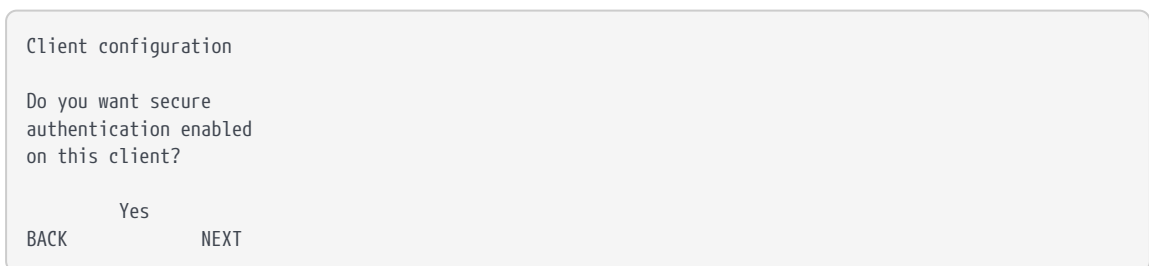 Client configuration
Do you want secure
authentication enabled
on this client?
Yes
BACK NEXT